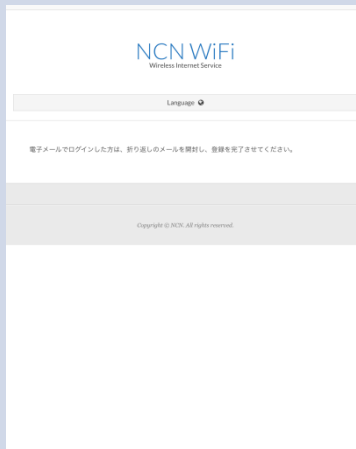 NCN WiFi
Wireless Internet Service
Language
電子メールでログインした方は、折り返しのメールを開封し、登録を完了させてください。
Copyright © NCN. All rights reserved.